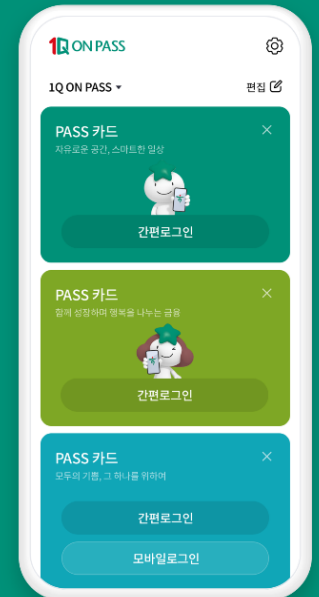 1Q ON PASS
1Q ON PASS
편집
PASS 카드
자유로운 공간, 스마트한 일상
간편로그인
PASS 카드
함께 성장하며 행복을 나누는 금융
간편로그인
PASS 카드
모두의 기쁨, 그 하나를 위하여
간편로그인
모바일로그인